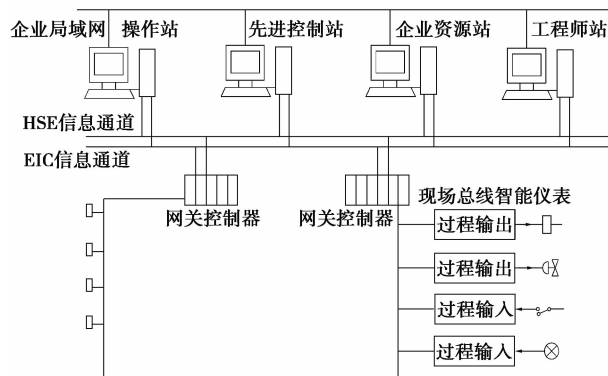 企业局域网 操作站 先进控制站 企业资源站 工程师站
HSE信息通道
EIC信息通道
网关控制器 网关控制器 现场总线智能仪表
过程输出
过程输出
过程输入
过程输入